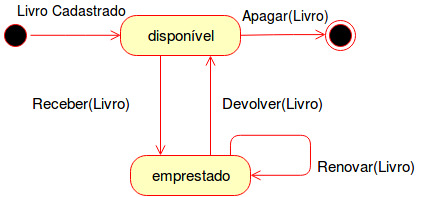 Livro Cadastrado
disponível
Apagar(Livro)
Receber(Livro)
Devolver(Livro)
emprestado
Renovar(Livro)